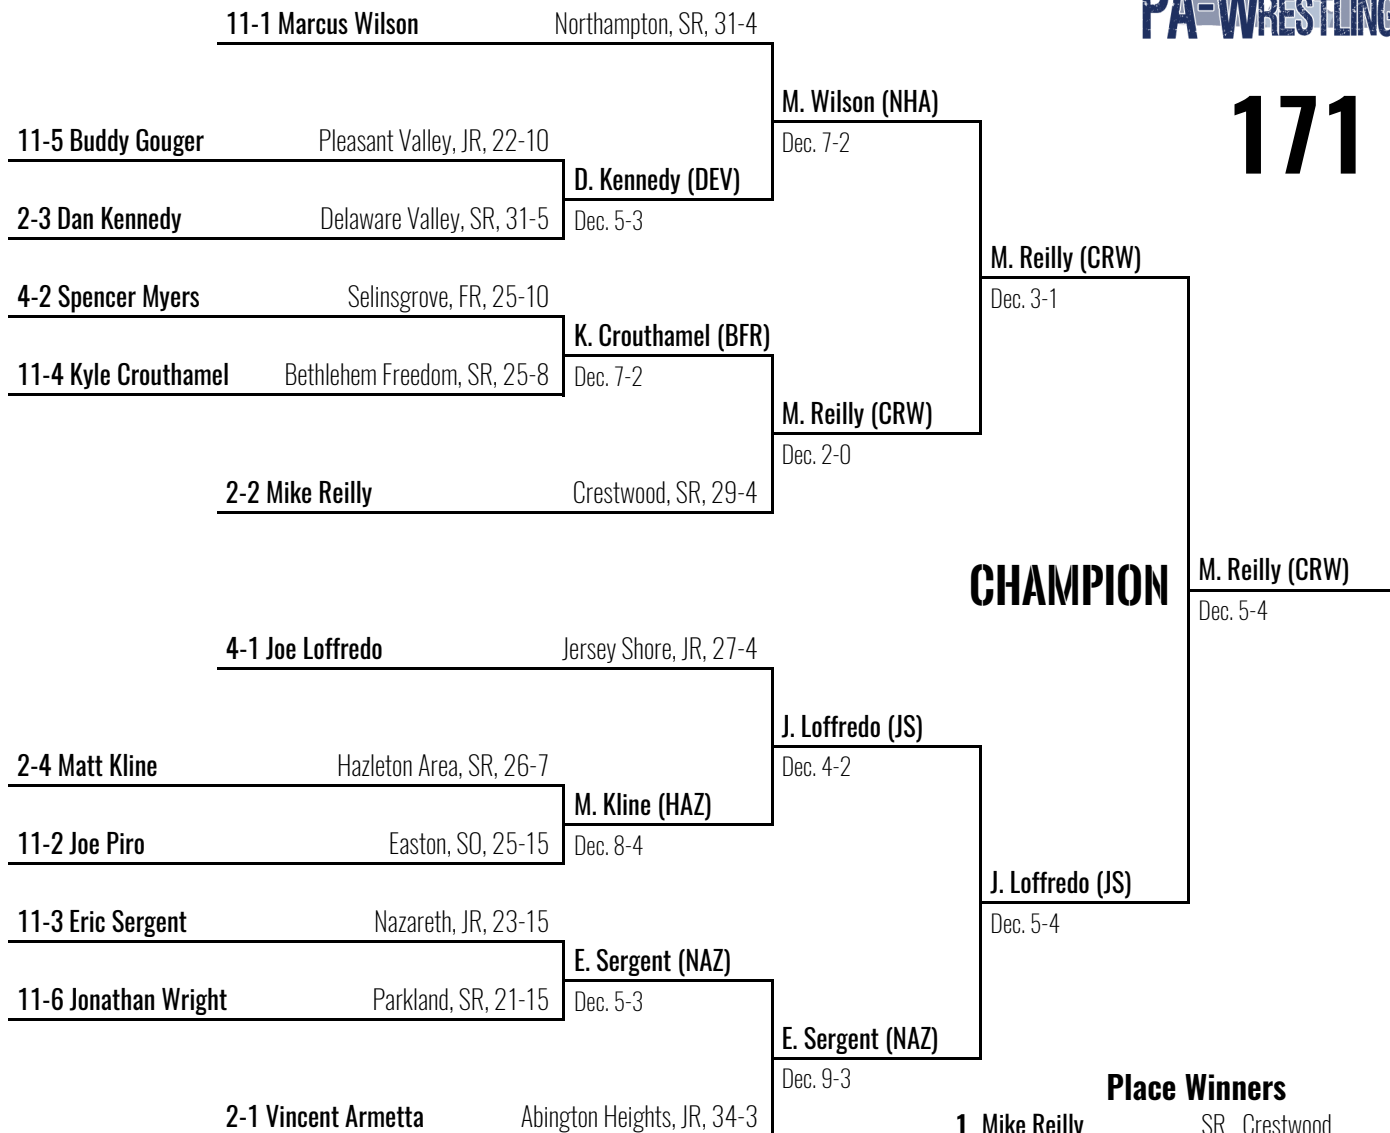 PA-WRESTLING
171
11-1 Marcus Wilson Northampton, SR, 31-4
M. Wilson (NHA)
Dec. 7-2
11-5 Buddy Gouger Pleasant Valley, JR, 22-10
D. Kennedy (DEV)
Dec. 5-3
2-3 Dan Kennedy Delaware Valley, SR, 31-5
M. Reilly (CRW)
Dec. 3-1
4-2 Spencer Myers Selinsgrove, FR, 25-10
K. Crouthamel (BFR)
Dec. 7-2
11-4 Kyle Crouthamel Bethlehem Freedom, SR, 25-8
M. Reilly (CRW)
Dec. 2-0
2-2 Mike Reilly Crestwood, SR, 29-4
CHAMPION
M. Reilly (CRW)
Dec. 5-4
4-1 Joe Loffredo Jersey Shore, JR, 27-4
J. Loffredo (JS)
Dec. 4-2
2-4 Matt Kline Hazleton Area, SR, 26-7
M. Kline (HAZ)
Dec. 8-4
11-2 Joe Piro Easton, SO, 25-15
J. Loffredo (JS)
Dec. 5-4
11-3 Eric Sergent Nazareth, JR, 23-15
E. Sergent (NAZ)
Dec. 5-3
11-6 Jonathan Wright Parkland, SR, 21-15
E. Sergent (NAZ)
Dec. 9-3
2-1 Vincent Armetta Abington Heights, JR, 34-3
Place Winners
1 Mike Reilly SR Crestwood